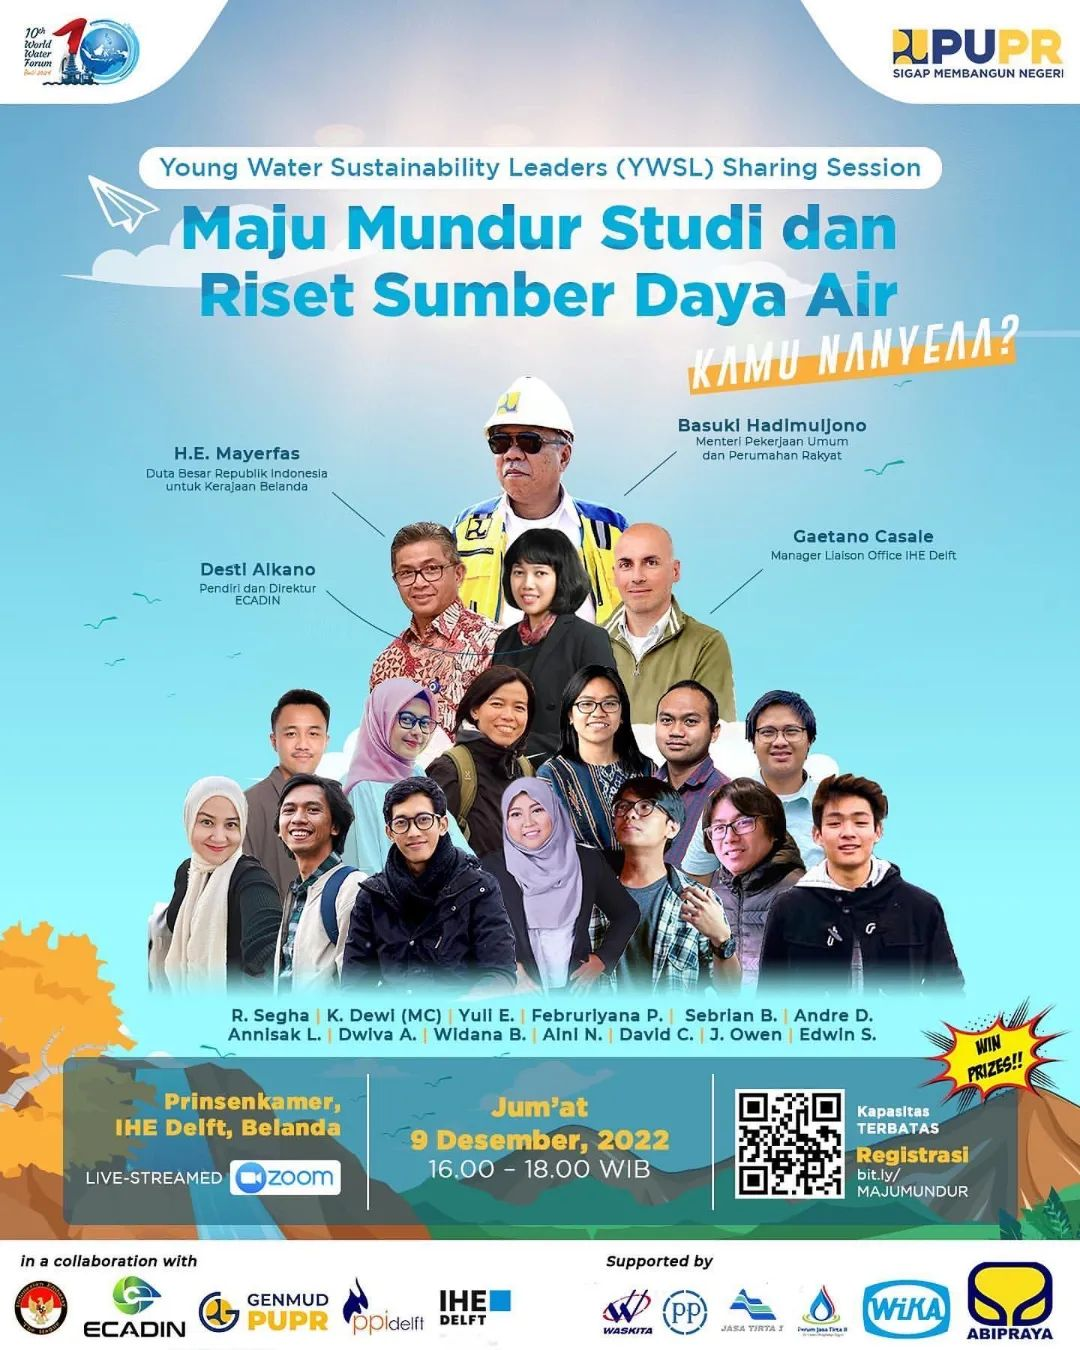 10th
World
Water
Forum
Bali 2024
10
PUPR
SIGAP MEMBANGUN NEGERI
Young Water Sustainability Leaders (YWSL) Sharing Session
Maju Mundur Studi dan
Riset Sumber Daya Air
KAMU NANYEAA?
Basuki Hadimuljono
Menteri Pekerjaan Umum
dan Perumahan Rakyat
H.E. Mayerfas
Duta Besar Republik Indonesia
untuk Kerajaan Belanda
Gaetano Casale
Manager Liaison Office IHE Delft
Desti Alkano
Pendiri dan Direktur
ECADIN
R. Segha | K. Dewi (MC) | Yuli E. | Februriyana P. | Sebrian B. | Andre D.
Annisak L. | Dwiva A. | Widana B. | Aini N. | David C. | J. Owen | Edwin S.
WIN
PRIZES!!
Prinsenkamer,
IHE Delft, Belanda
LIVE-STREAMED zoom
Jum'at
9 Desember, 2022
16.00 – 18.00 WIB
Kapasitas
TERBATAS
Registrasi
bit.ly/
MAJUMUNDUR
in a collaboration with
ECADIN
GENMUD
PUPR
ppidelft
IHE
DELFT
Supported by
WASKITA
PP
JASA TIRTA I
Perum Jasa Tirta II
WIKA
ABIPRAYA